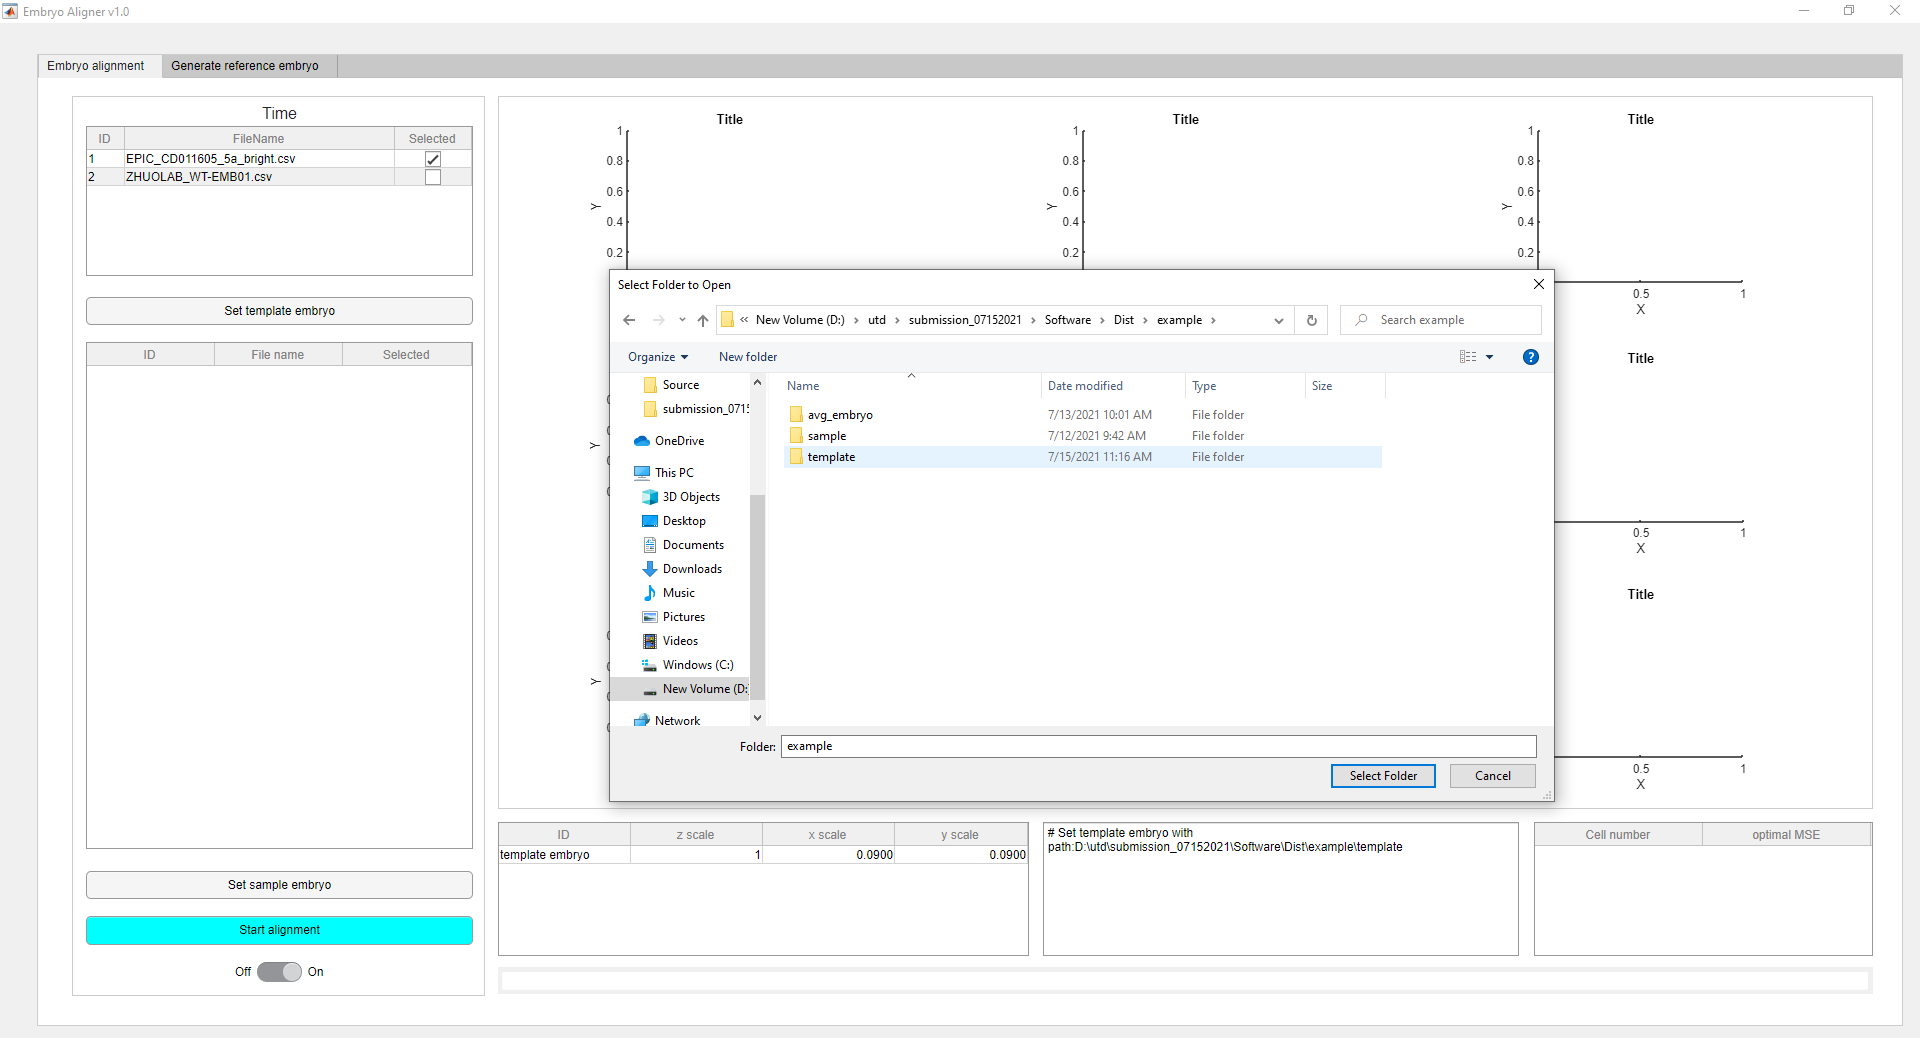 Embryo Aligner v1.0
Embryo alignment
Generate reference embryo
Time
ID FileName Selected
1 EPIC_CD011605_5a_bright.csv
2 ZHUOLAB_WT-EMB01.csv
Set template embryo
ID File name Selected
Set sample embryo
Start alignment
Off On
Title
1
0.8
0.6
0.4
0.2
Y
Title
1
0.8
0.6
0.4
0.2
Y
Title
1
0.8
0.6
0.4
0.2
Y
0.5 1
X
Y
Title
0.5 1
X
Y
Title
0.5 1
X
Select Folder to Open
« New Volume (D:) › utd › submission_07152021 › Software › Dist › example ›
Search example
Organize
New folder
?
Source
submission_0715
OneDrive
This PC
3D Objects
Desktop
Documents
Downloads
Music
Pictures
Videos
Windows (C:)
New Volume (D:
Network
Name Date modified Type Size
avg_embryo 7/13/2021 10:01 AM File folder
sample 7/12/2021 9:42 AM File folder
template 7/15/2021 11:16 AM File folder
Folder: example
Select Folder
Cancel
ID z scale x scale y scale
template embryo 1 0.0900 0.0900
# Set template embryo with
path:D:\utd\submission_07152021\Software\Dist\example\template
Cell number optimal MSE